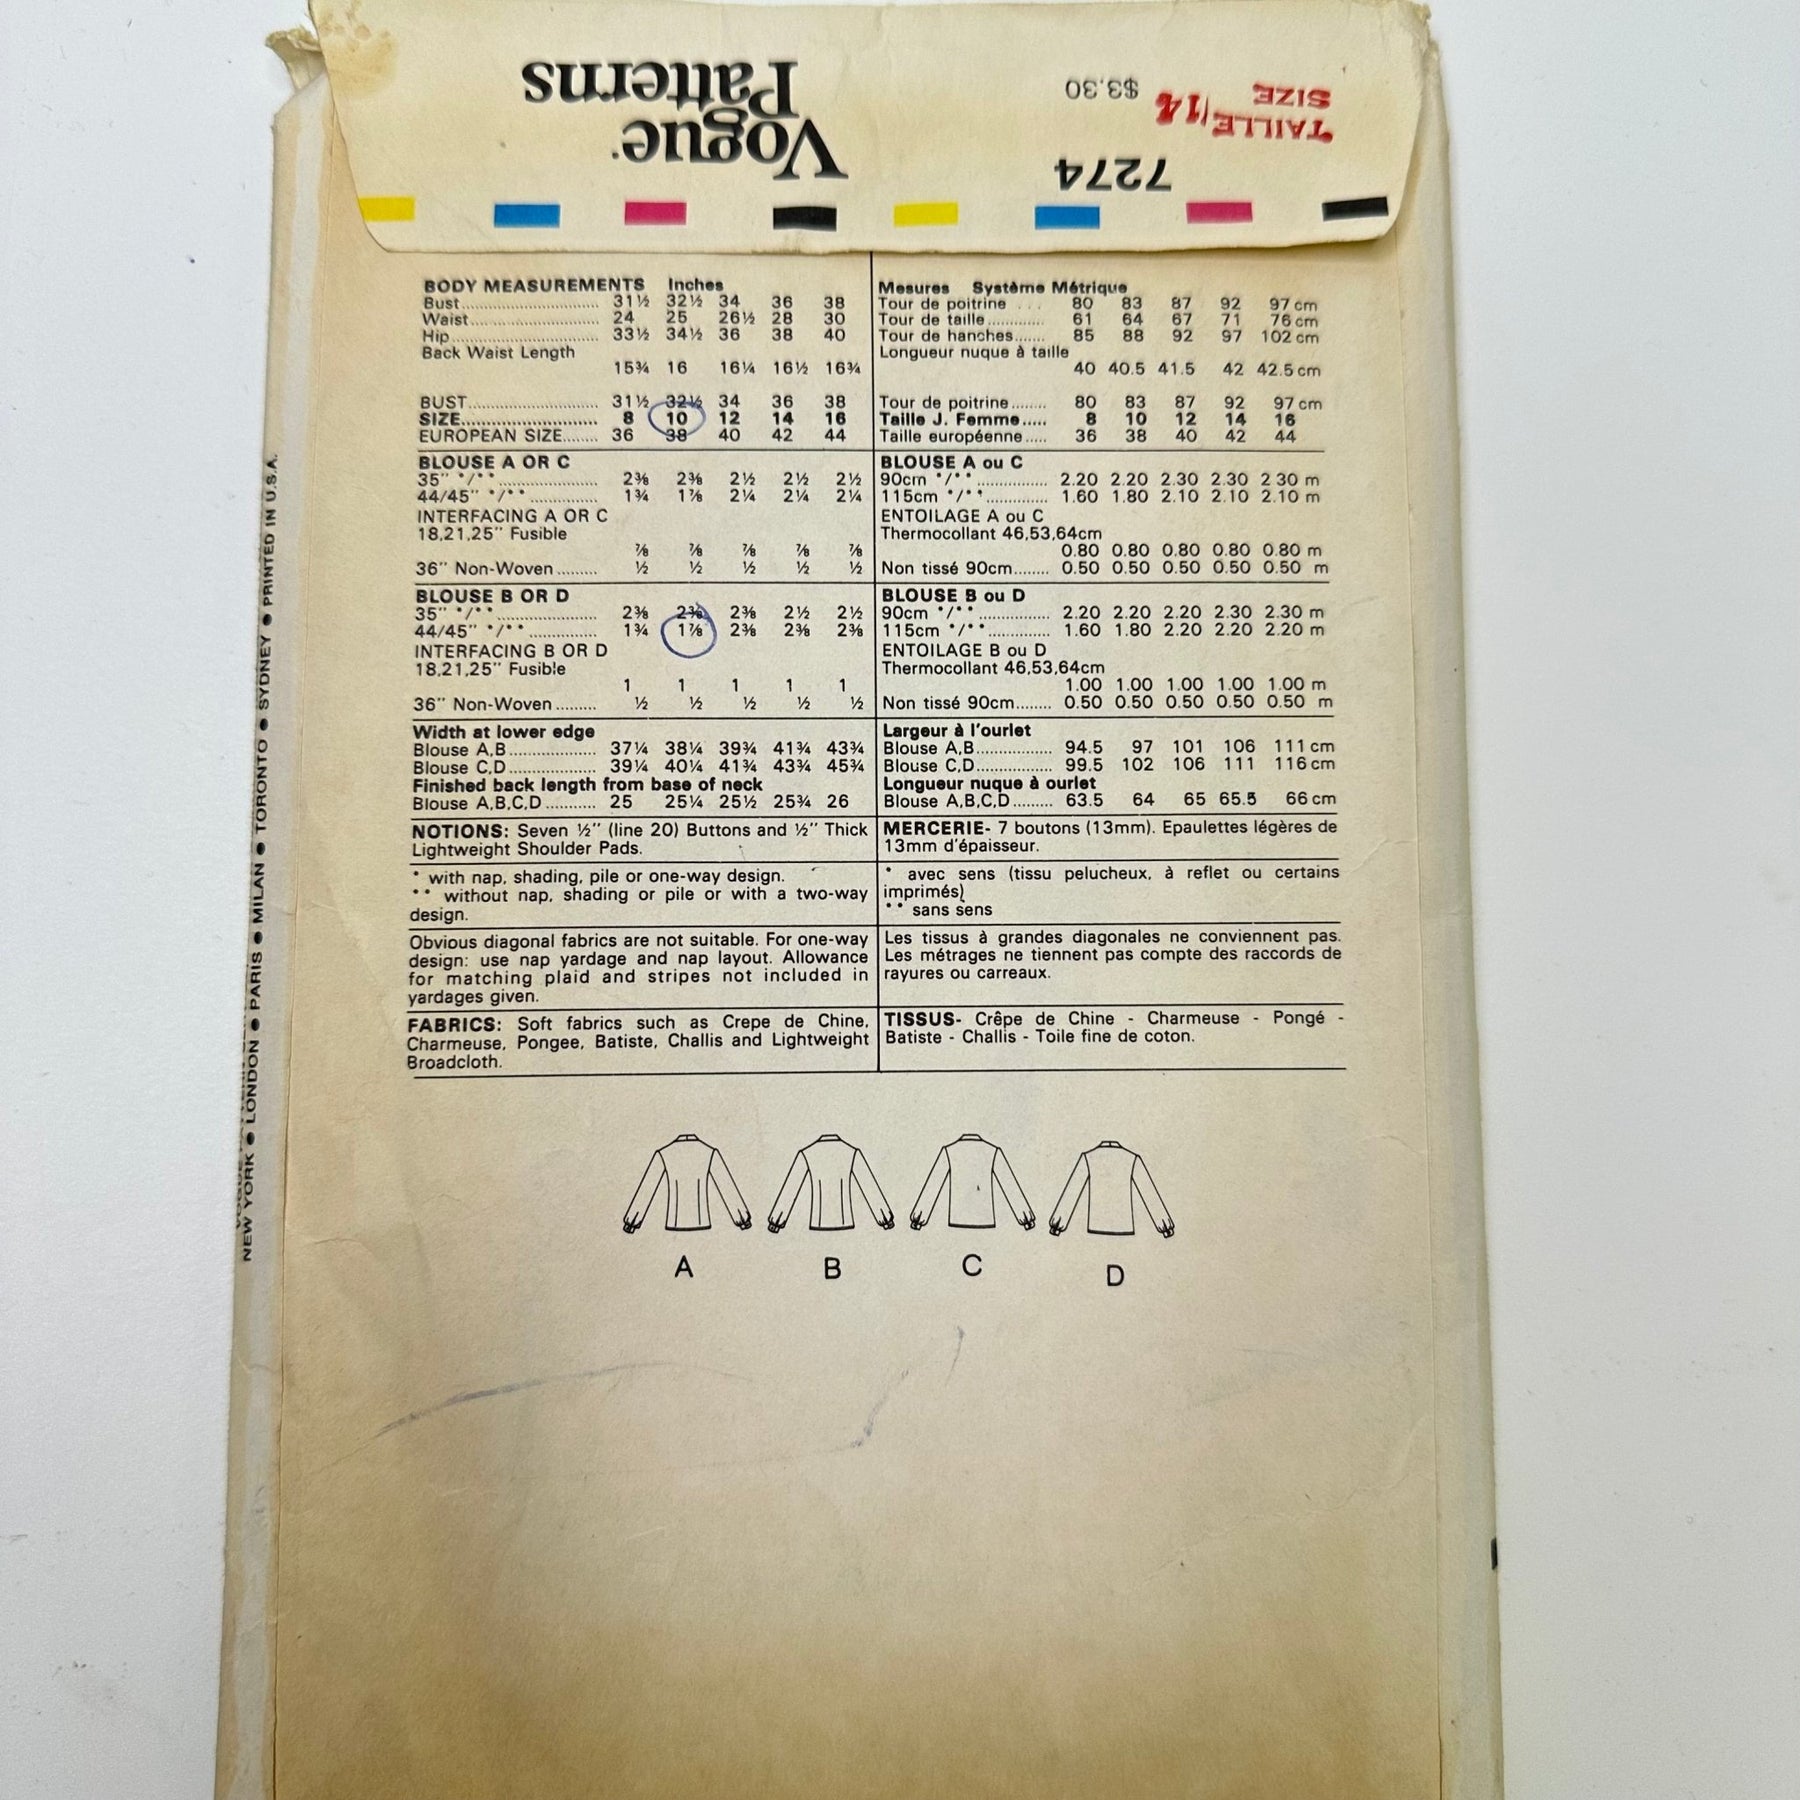 Vogue
Patterns
7274
$3.30
TAILLE/14
SIZE
BODY MEASUREMENTS Inches
Bust 31½ 32½ 34 36 38
Waist 24 25 26½ 28 30
Hip 33½ 34½ 36 38 40
Back Waist Length
15¾ 16 16¼ 16½ 16¾
BUST 31½ 32½ 34 36 38
SIZE 8 10 12 14 16
EUROPEAN SIZE 36 38 40 42 44
BLOUSE A OR C
35" */** 2⅜ 2⅜ 2½ 2½ 2½
44/45" */** 1¾ 1⅞ 2¼ 2¼ 2¼
INTERFACING A OR C
18,21,25" Fusible
⅞ ⅞ ⅞ ⅞ ⅞
36" Non-Woven ½ ½ ½ ½ ½
BLOUSE B OR D
35" */** 2⅜ 2⅜ 2⅜ 2½ 2½
44/45" */** 1¾ 1⅞ 2⅜ 2⅜ 2⅜
INTERFACING B OR D
18,21,25" Fusible
1 1 1 1 1
36" Non-Woven ½ ½ ½ ½ ½
Width at lower edge
Blouse A,B 37¼ 38¼ 39¾ 41¾ 43¾
Blouse C,D 39¼ 40¼ 41¾ 43¾ 45¾
Finished back length from base of neck
Blouse A,B,C,D 25 25¼ 25½ 25¾ 26
NOTIONS: Seven ½" (line 20) Buttons and ½" Thick
Lightweight Shoulder Pads.
* with nap, shading, pile or one-way design.
** without nap, shading or pile or with a two-way
design.
Obvious diagonal fabrics are not suitable. For one-way
design: use nap yardage and nap layout. Allowance
for matching plaid and stripes not included in
yardages given.
FABRICS: Soft fabrics such as Crepe de Chine,
Charmeuse, Pongee, Batiste, Challis and Lightweight
Broadcloth.
Mesures Système Métrique
Tour de poitrine 80 83 87 92 97 cm
Tour de taille 61 64 67 71 76 cm
Tour de hanches 85 88 92 97 102 cm
Longueur nuque à taille
40 40.5 41.5 42 42.5 cm
Tour de poitrine 80 83 87 92 97 cm
Taille J. Femme 8 10 12 14 16
Taille européenne 36 38 40 42 44
BLOUSE A ou C
90cm */** 2.20 2.20 2.30 2.30 2 30 m
115cm */** 1.60 1.80 2.10 2.10 2.10 m
ENTOILAGE A ou C
Thermocollant 46,53,64cm
0.80 0.80 0.80 0.80 0.80 m
Non tissé 90cm 0.50 0.50 0.50 0.50 0.50 m
BLOUSE B ou D
90cm */** 2.20 2.20 2.20 2.30 2.30 m
115cm */** 1.60 1.80 2.20 2.20 2.20 m
ENTOILAGE B ou D
Thermocollant 46,53,64cm
1.00 1.00 1.00 1.00 1.00 m
Non tissé 90cm 0.50 0.50 0.50 0.50 0.50 m
Largeur à l'ourlet
Blouse A,B 94.5 97 101 106 111 cm
Blouse C,D 99.5 102 106 111 116 cm
Longueur nuque à ourlet
Blouse A,B,C,D 63.5 64 65 65.5 66 cm
MERCERIE- 7 boutons (13mm). Epaulettes légères de
13mm d'épaisseur.
* avec sens (tissu pelucheux, à reflet ou certains
imprimés)
** sans sens
Les tissus à grandes diagonales ne conviennent pas.
Les métrages ne tiennent pas compte des raccords de
rayures ou carreaux.
TISSUS- Crêpe de Chine - Charmeuse - Pongé -
Batiste - Challis - Toile fine de coton.
A B C D
NEW YORK ● LONDON ● PARIS ● MILAN ● TORONTO ● SYDNEY ● PRINTED IN U.S.A.